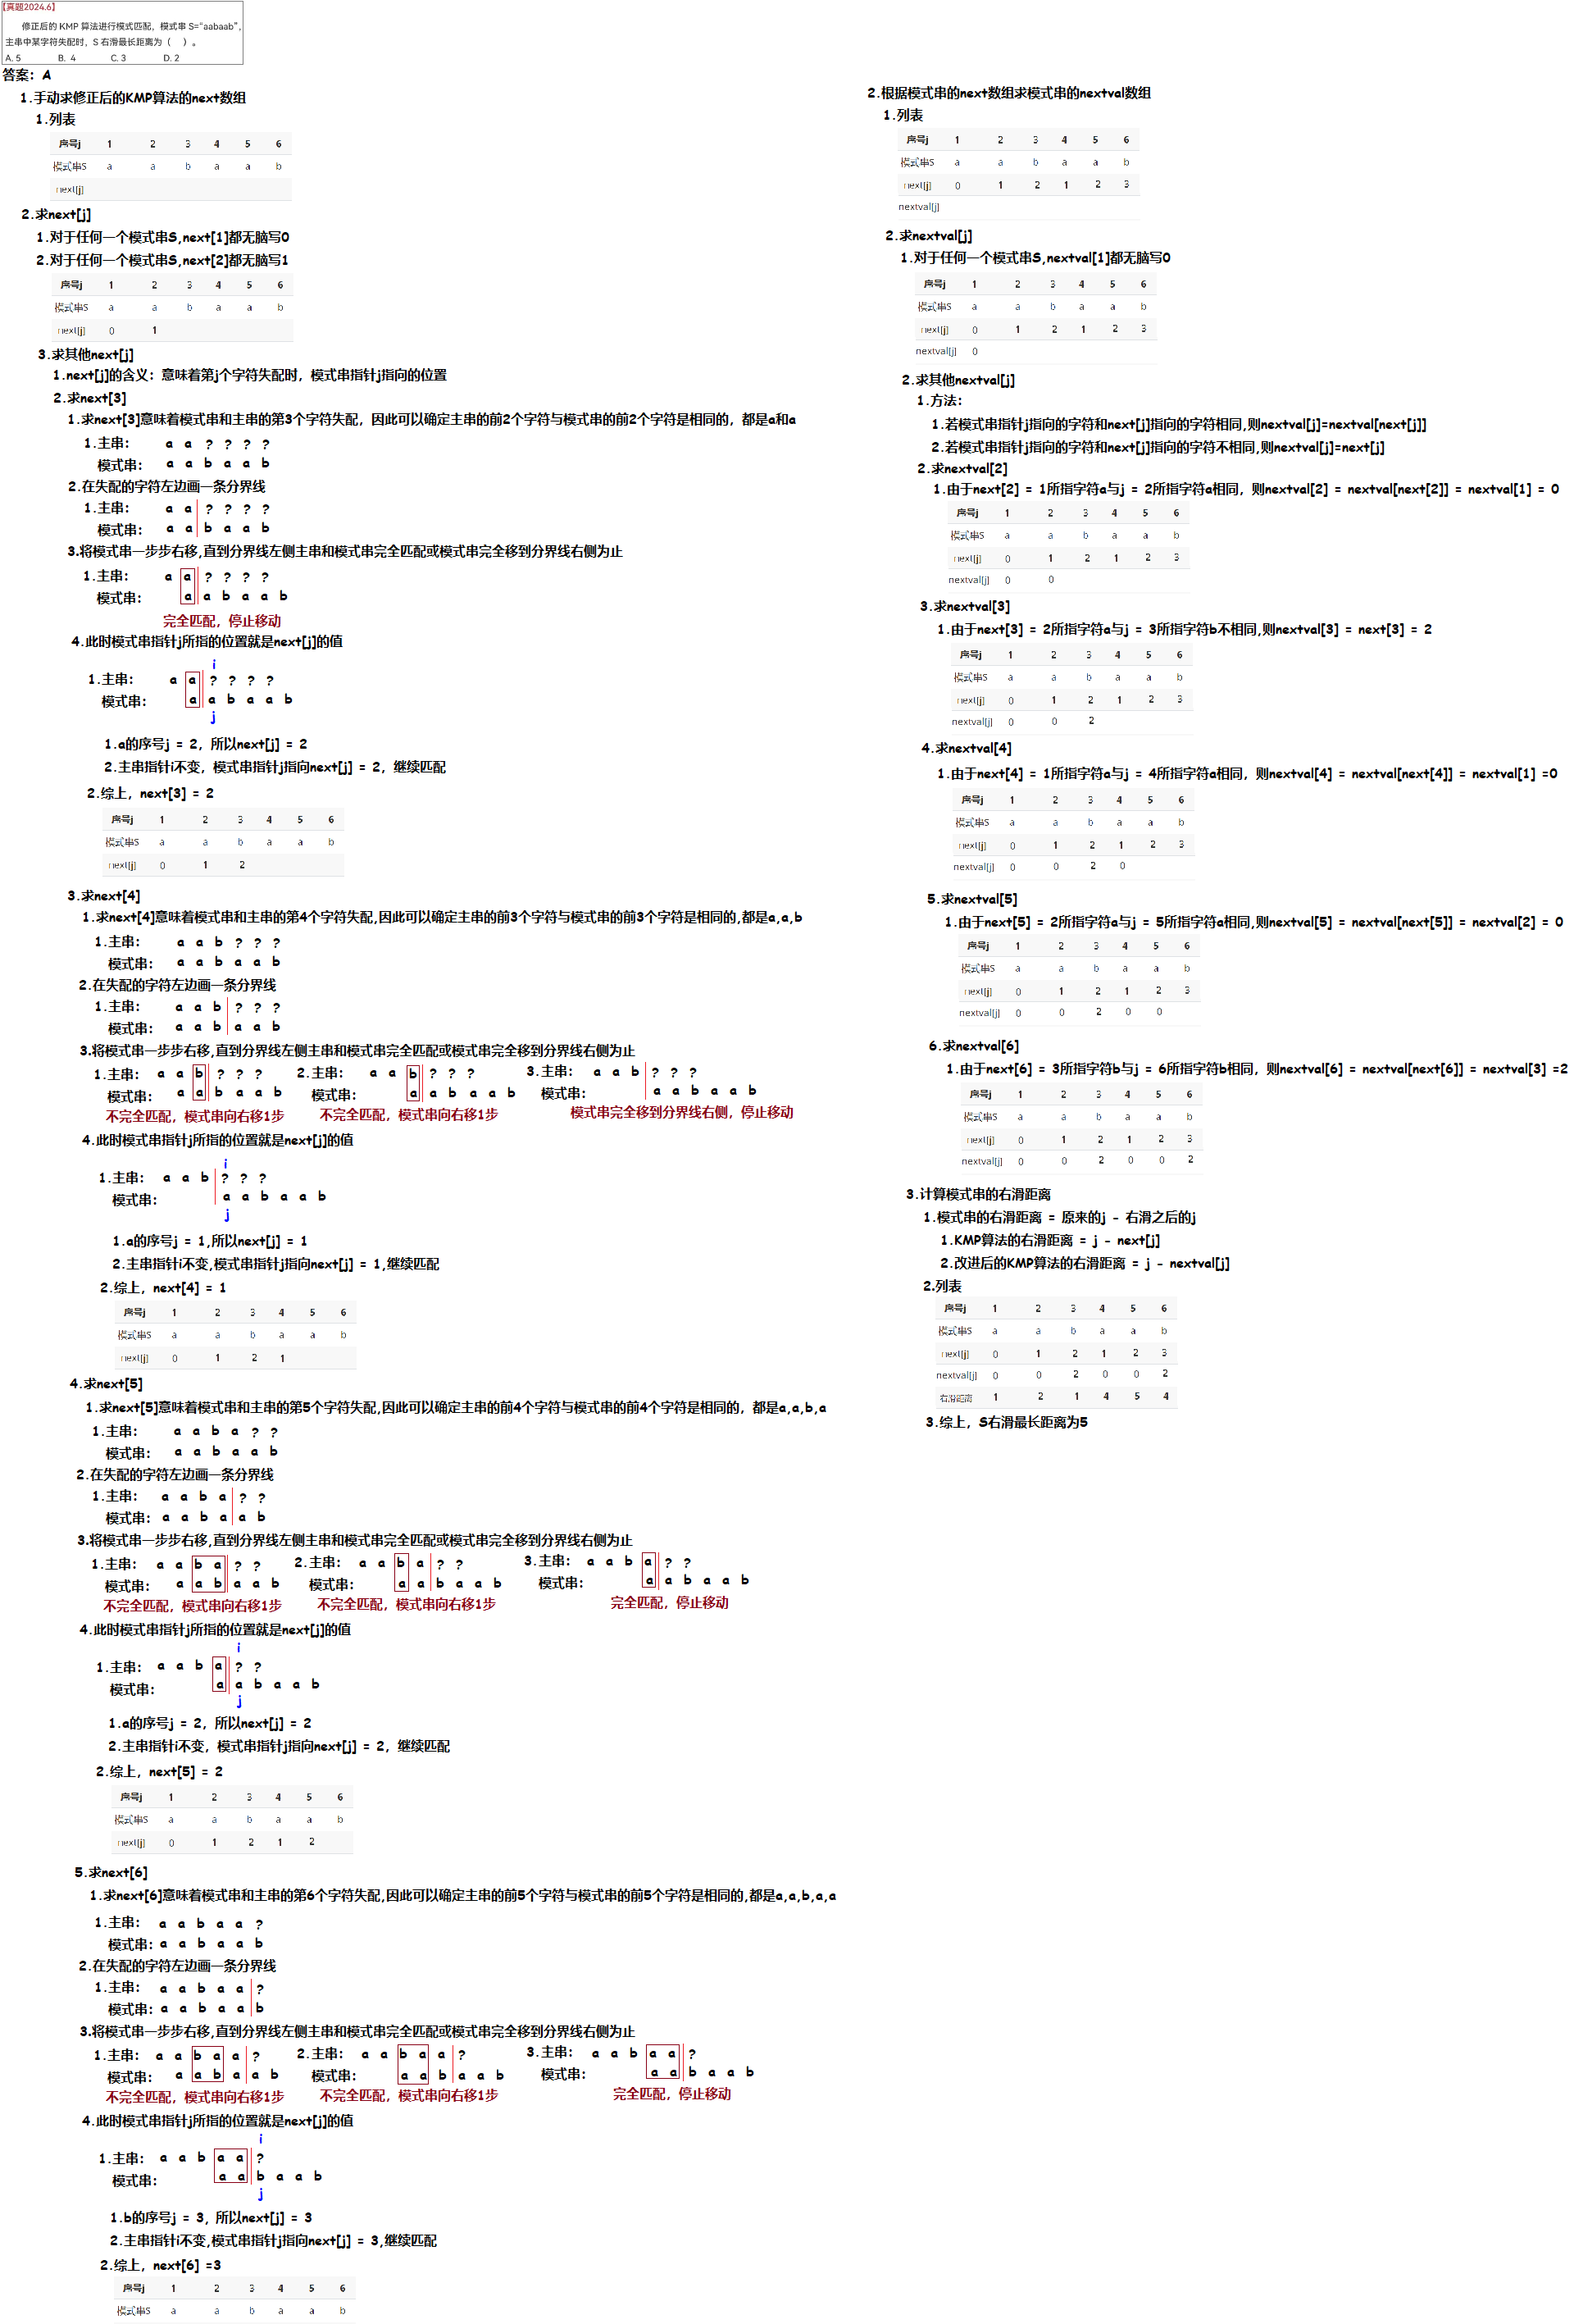 【真题2024.6】
修正后的 KMP 算法进行模式匹配，模式串 S="aabaab"，
主串中某字符失配时，S 右滑最长距离为（ ）。
A. 5 B. 4 C. 3 D. 2
答案：A
1.手动求修正后的KMP算法的next数组
1.列表
序号j 1 2 3 4 5 6
模式串S a a b a a b
next[j]
2.求next[j]
1.对于任何一个模式串S,next[1]都无脑写0
2.对于任何一个模式串S,next[2]都无脑写1
序号j 1 2 3 4 5 6
模式串S a a b a a b
next[j] 0 1
3.求其他next[j]
1.next[j]的含义：意味着第j个字符失配时，模式串指针j指向的位置
2.求next[3]
1.求next[3]意味着模式串和主串的第3个字符失配，因此可以确定主串的前2个字符与模式串的前2个字符是相同的，都是a和a
1.主串： a a ? ? ? ?
模式串： a a b a a b
2.在失配的字符左边画一条分界线
1.主串： a a ? ? ? ?
模式串： a a b a a b
3.将模式串一步步右移,直到分界线左侧主串和模式串完全匹配或模式串完全移到分界线右侧为止
1.主串： a a ? ? ? ?
模式串： a a b a a b
完全匹配，停止移动
4.此时模式串指针j所指的位置就是next[j]的值
i
1.主串： a a ? ? ? ?
模式串： a a b a a b
j
1.a的序号j = 2，所以next[j] = 2
2.主串指针i不变，模式串指针j指向next[j] = 2，继续匹配
2.综上，next[3] = 2
序号j 1 2 3 4 5 6
模式串S a a b a a b
next[j] 0 1 2
3.求next[4]
1.求next[4]意味着模式串和主串的第4个字符失配,因此可以确定主串的前3个字符与模式串的前3个字符是相同的,都是a,a,b
1.主串： a a b ? ? ?
模式串： a a b a a b
2.在失配的字符左边画一条分界线
1.主串： a a b ? ? ?
模式串： a a b a a b
3.将模式串一步步右移,直到分界线左侧主串和模式串完全匹配或模式串完全移到分界线右侧为止
1.主串： a a b ? ? ? 2.主串： a a b ? ? ? 3.主串： a a b ? ? ?
模式串： a a b a a b 模式串： a a b a a b 模式串： a a b a a b
不完全匹配，模式串向右移1步 不完全匹配，模式串向右移1步 模式串完全移到分界线右侧，停止移动
4.此时模式串指针j所指的位置就是next[j]的值
i
1.主串： a a b ? ? ?
模式串： a a b a a b
j
1.a的序号j = 1,所以next[j] = 1
2.主串指针i不变,模式串指针j指向next[j] = 1,继续匹配
2.综上，next[4] = 1
序号j 1 2 3 4 5 6
模式串S a a b a a b
next[j] 0 1 2 1
4.求next[5]
1.求next[5]意味着模式串和主串的第5个字符失配,因此可以确定主串的前4个字符与模式串的前4个字符是相同的，都是a,a,b,a
1.主串： a a b a ? ?
模式串： a a b a a b
2.在失配的字符左边画一条分界线
1.主串： a a b a ? ?
模式串： a a b a a b
3.将模式串一步步右移,直到分界线左侧主串和模式串完全匹配或模式串完全移到分界线右侧为止
1.主串： a a b a ? ? 2.主串： a a b a ? ? 3.主串： a a b a ? ?
模式串： a a b a a b 模式串： a a b a a b 模式串： a a b a a b
不完全匹配，模式串向右移1步 不完全匹配，模式串向右移1步 完全匹配，停止移动
4.此时模式串指针j所指的位置就是next[j]的值
i
1.主串： a a b a ? ?
模式串： a a b a a b
j
1.a的序号j = 2，所以next[j] = 2
2.主串指针i不变，模式串指针j指向next[j] = 2，继续匹配
2.综上，next[5] = 2
序号j 1 2 3 4 5 6
模式串S a a b a a b
next[j] 0 1 2 1 2
5.求next[6]
1.求next[6]意味着模式串和主串的第6个字符失配,因此可以确定主串的前5个字符与模式串的前5个字符是相同的,都是a,a,b,a,a
1.主串： a a b a a ?
模式串： a a b a a b
2.在失配的字符左边画一条分界线
1.主串： a a b a a ?
模式串： a a b a a b
3.将模式串一步步右移,直到分界线左侧主串和模式串完全匹配或模式串完全移到分界线右侧为止
1.主串： a a b a a ? 2.主串： a a b a a ? 3.主串： a a b a a ?
模式串： a a b a a b 模式串： a a b a a b 模式串： a a b a a b
不完全匹配，模式串向右移1步 不完全匹配，模式串向右移1步 完全匹配，停止移动
4.此时模式串指针j所指的位置就是next[j]的值
i
1.主串： a a b a a ?
模式串： a a b a a b
j
1.b的序号j = 3，所以next[j] = 3
2.主串指针i不变,模式串指针j指向next[j] = 3,继续匹配
2.综上，next[6] =3
序号j 1 2 3 4 5 6
模式串S a a b a a b
2.根据模式串的next数组求模式串的nextval数组
1.列表
序号j 1 2 3 4 5 6
模式串S a a b a a b
next[j] 0 1 2 1 2 3
nextval[j]
2.求nextval[j]
1.对于任何一个模式串S,nextval[1]都无脑写0
序号j 1 2 3 4 5 6
模式串S a a b a a b
next[j] 0 1 2 1 2 3
nextval[j] 0
2.求其他nextval[j]
1.方法：
1.若模式串指针j指向的字符和next[j]指向的字符相同,则nextval[j]=nextval[next[j]]
2.若模式串指针j指向的字符和next[j]指向的字符不相同,则nextval[j]=next[j]
2.求nextval[2]
1.由于next[2] = 1所指字符a与j = 2所指字符a相同，则nextval[2] = nextval[next[2]] = nextval[1] = 0
序号j 1 2 3 4 5 6
模式串S a a b a a b
next[j] 0 1 2 1 2 3
nextval[j] 0 0
3.求nextval[3]
1.由于next[3] = 2所指字符a与j = 3所指字符b不相同,则nextval[3] = next[3] = 2
序号j 1 2 3 4 5 6
模式串S a a b a a b
next[j] 0 1 2 1 2 3
nextval[j] 0 0 2
4.求nextval[4]
1.由于next[4] = 1所指字符a与j = 4所指字符a相同，则nextval[4] = nextval[next[4]] = nextval[1] =0
序号j 1 2 3 4 5 6
模式串S a a b a a b
next[j] 0 1 2 1 2 3
nextval[j] 0 0 2 0
5.求nextval[5]
1.由于next[5] = 2所指字符a与j = 5所指字符a相同,则nextval[5] = nextval[next[5]] = nextval[2] = 0
序号j 1 2 3 4 5 6
模式串S a a b a a b
next[j] 0 1 2 1 2 3
nextval[j] 0 0 2 0 0
6.求nextval[6]
1.由于next[6] = 3所指字符b与j = 6所指字符b相同，则nextval[6] = nextval[next[6]] = nextval[3] =2
序号j 1 2 3 4 5 6
模式串S a a b a a b
next[j] 0 1 2 1 2 3
nextval[j] 0 0 2 0 0 2
3.计算模式串的右滑距离
1.模式串的右滑距离 = 原来的j - 右滑之后的j
1.KMP算法的右滑距离 = j - next[j]
2.改进后的KMP算法的右滑距离 = j - nextval[j]
2.列表
序号j 1 2 3 4 5 6
模式串S a a b a a b
next[j] 0 1 2 1 2 3
nextval[j] 0 0 2 0 0 2
右滑距离 1 2 1 4 5 4
3.综上，S右滑最长距离为5